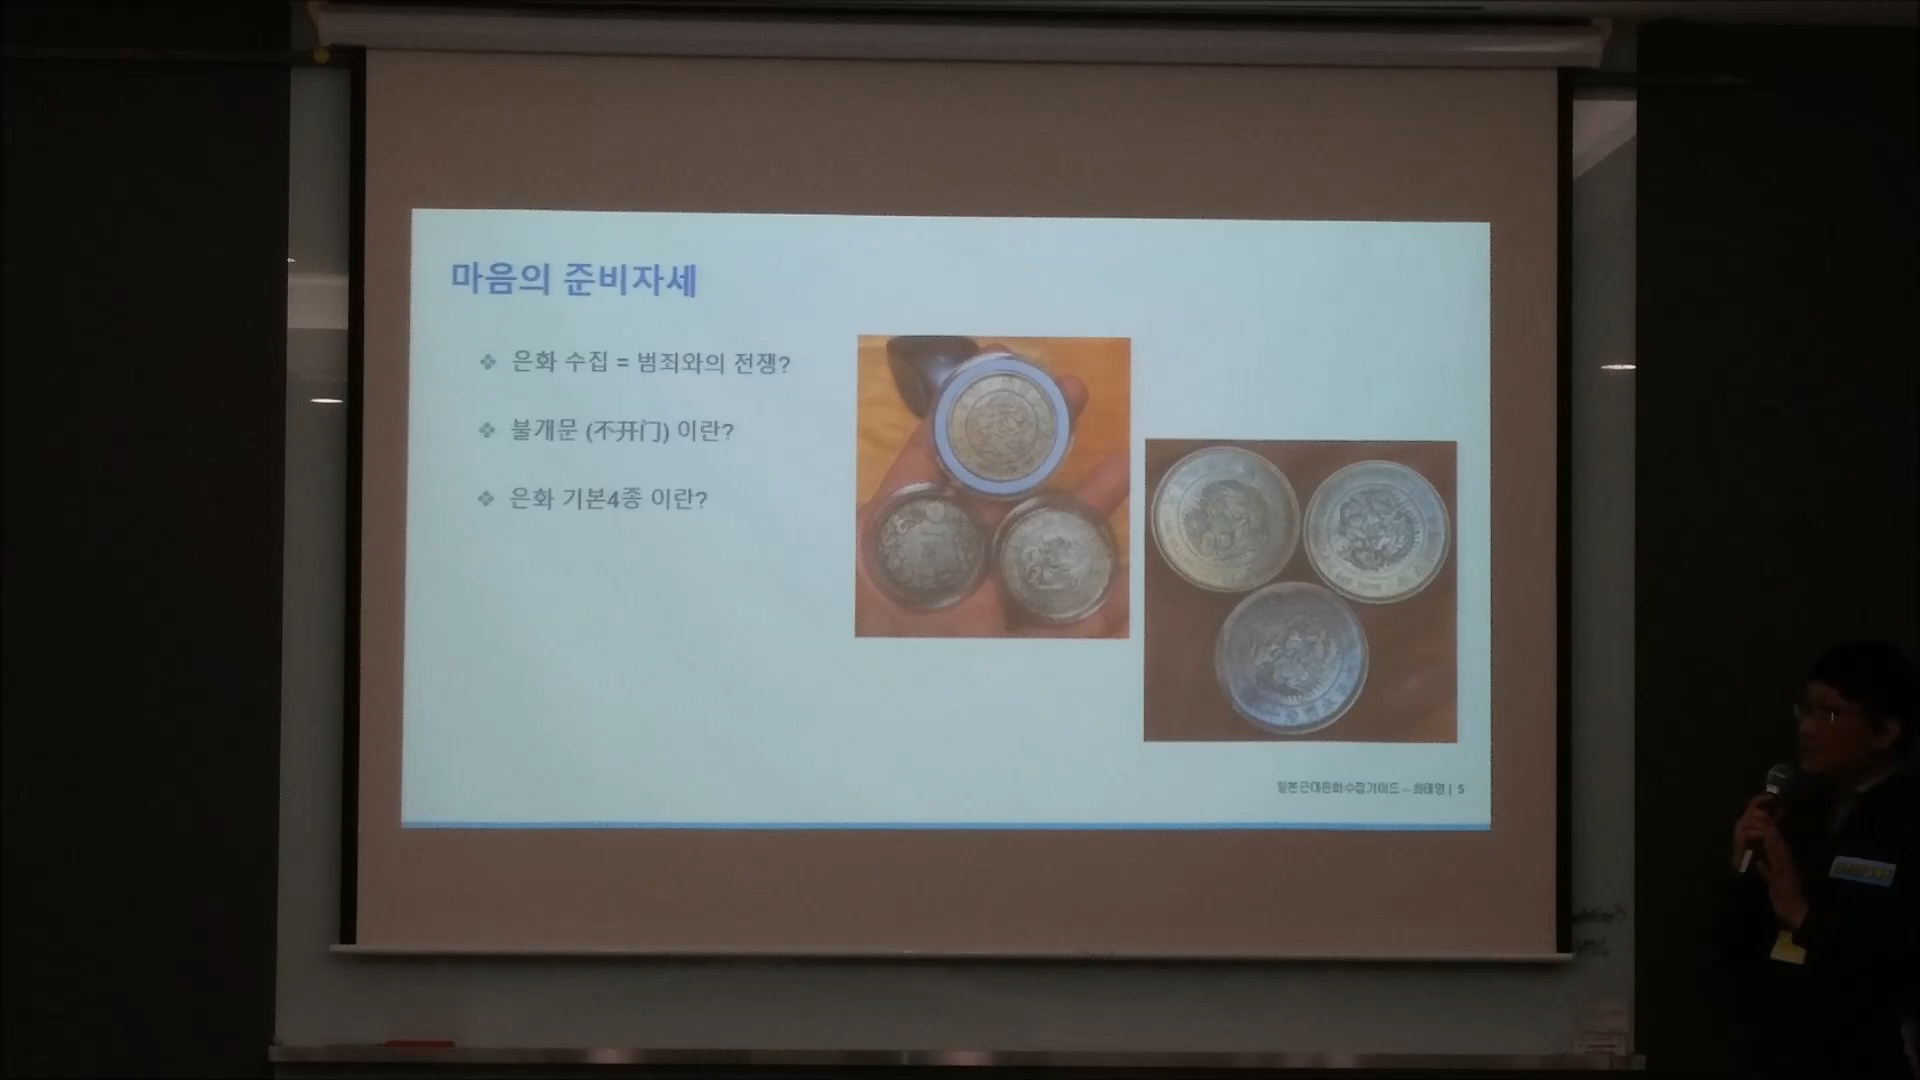 마음의 준비자세
❖ 은화 수집 = 범죄와의 전쟁?
❖ 불개문 (不开门) 이란?
❖ 은화 기본4종 이란?
일본근대은화수집가이드 – 최태영 | 5